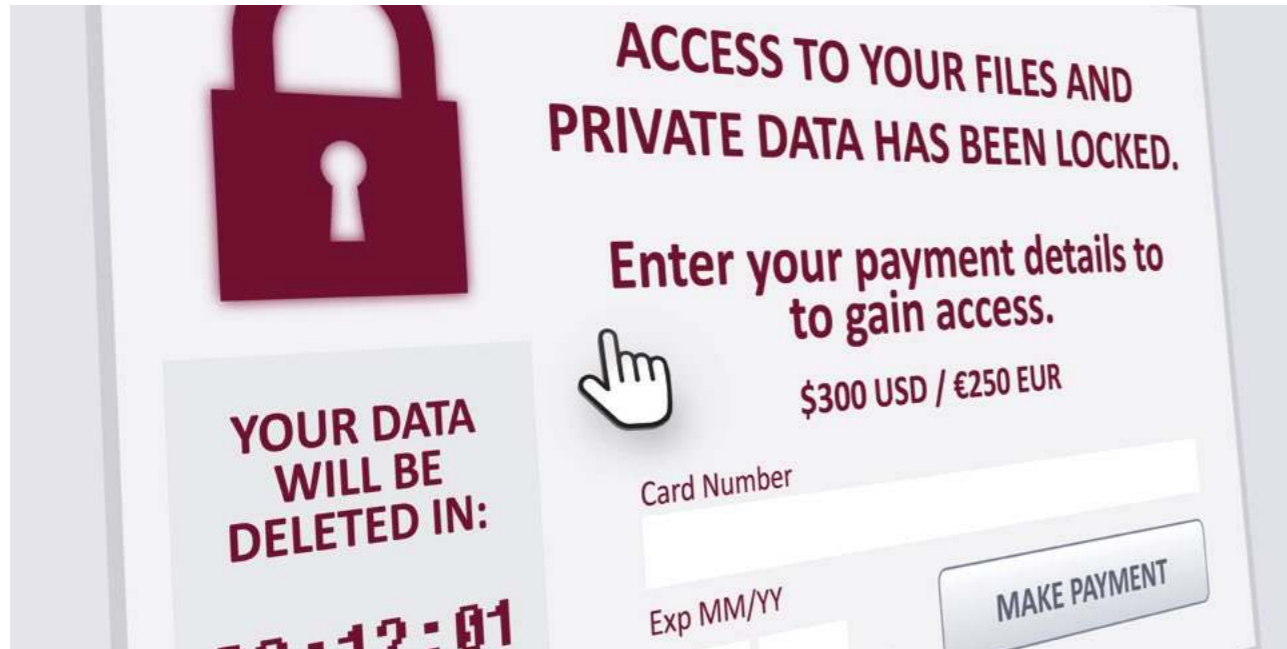 ACCESS TO YOUR FILES AND
PRIVATE DATA HAS BEEN LOCKED.
Enter your payment details to
to gain access.
$300 USD / €250 EUR
YOUR DATA
WILL BE
DELETED IN:
:12:01
Card Number
Exp MM/YY
MAKE PAYMENT